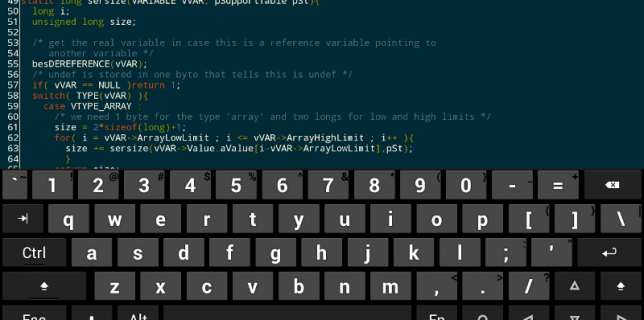 49 static long sersize(VARIABLE vVAR, pSupportTable pSt){
50 long i;
51 unsigned long size;
52
53 /* get the real variable in case this is a reference variable pointing to
54 another variable */
55 besDEREFERENCE(vVAR);
56 /* undef is stored in one byte that tells this is undef */
57 if( vVAR == NULL )return 1;
58 switch( TYPE(vVAR) ){
59 case VTYPE_ARRAY :
60 /* we need 1 byte for the type 'array' and two longs for low and high limits */
61 size = 2*sizeof(long)+1;
62 for( i = vVAR->ArrayLowLimit ; i <= vVAR->ArrayHighLimit ; i++ ){
63 size += sersize(vVAR->Value.aValue[i-vVAR->ArrayLowLimit],pSt);
64 }
65 return size;
` ~ 1 ! 2 @ 3 # 4 $ 5 % 6 ^ 7 & 8 * 9 ( 0 ) - _ = +
q w e r t y u i o p [ { ] } \ |
Ctrl a s d f g h j k l ; : ' "
z x c v b n m , < . > / ?
Esc Alt Fn